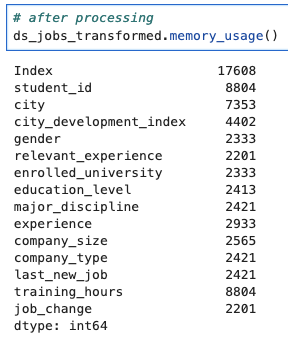 # after processing
ds_jobs_transformed.memory_usage()
Index 17608
student_id 8804
city 7353
city_development_index 4402
gender 2333
relevant_experience 2201
enrolled_university 2333
education_level 2413
major_discipline 2421
experience 2933
company_size 2565
company_type 2421
last_new_job 2421
training_hours 8804
job_change 2201
dtype: int64